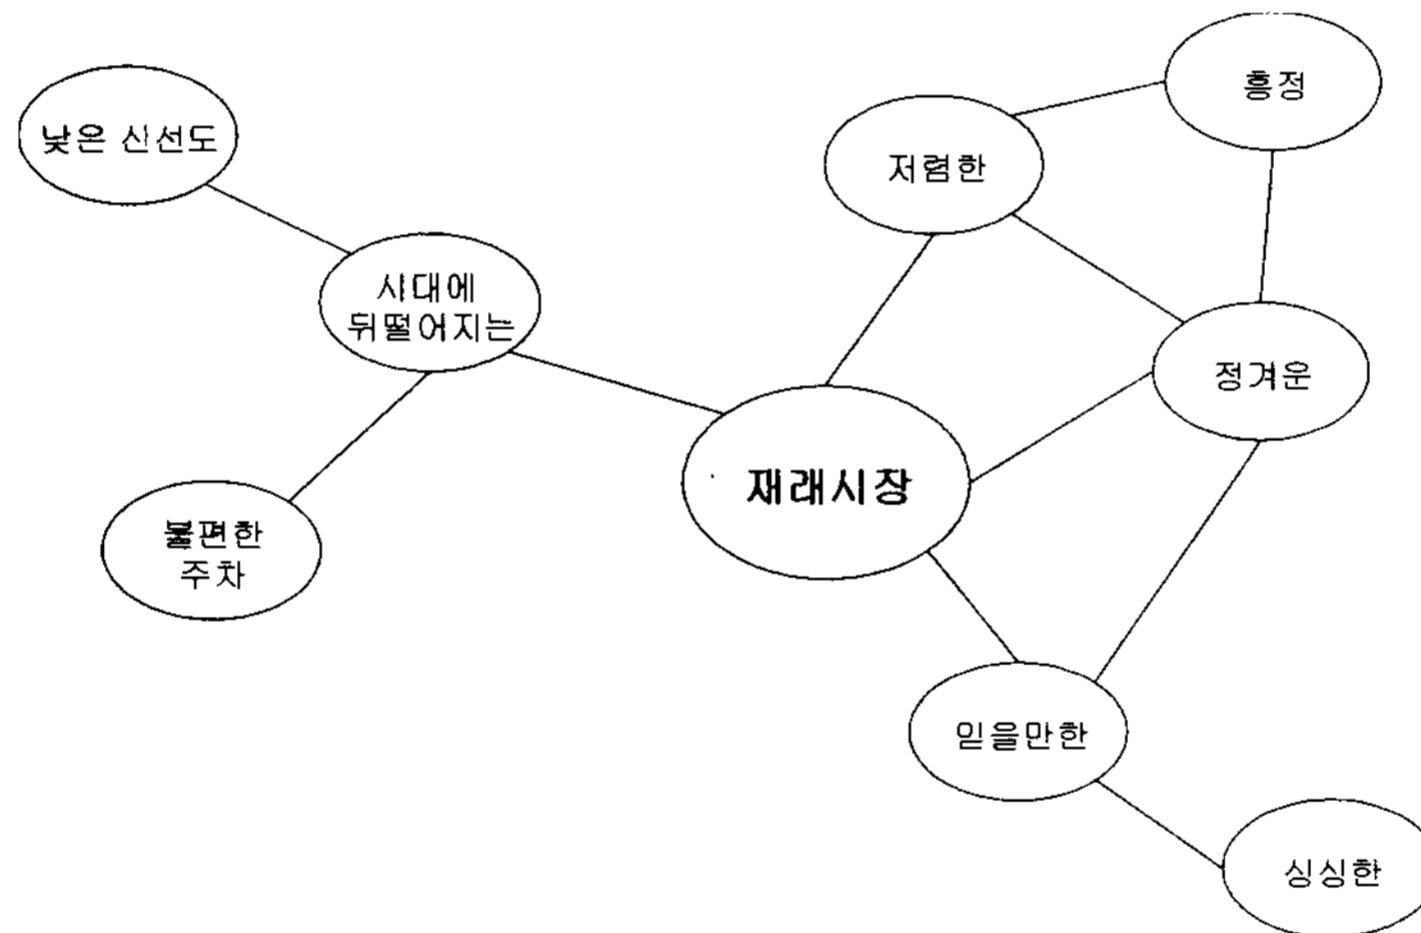 흥정
낮은 신선도
저렴한
시대에
뒤떨어지는
정겨운
재래시장
불편한
주차
믿을만한
싱싱한